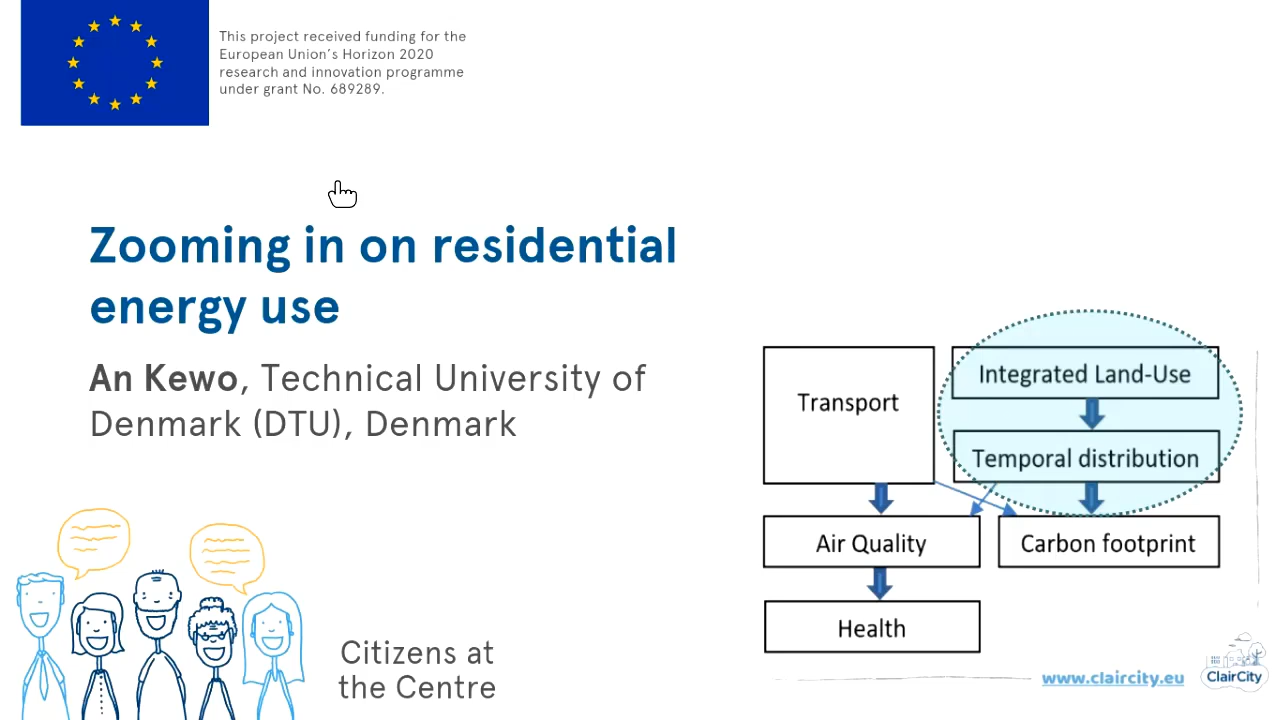 This project received funding for the
European Union's Horizon 2020
research and innovation programme
under grant No. 689289.
Zooming in on residential
energy use
An Kewo, Technical University of
Denmark (DTU), Denmark
Transport
Integrated Land-Use
Temporal distribution
Air Quality
Carbon footprint
Health
Citizens at
the Centre
www.claircity.eu
ClairCity